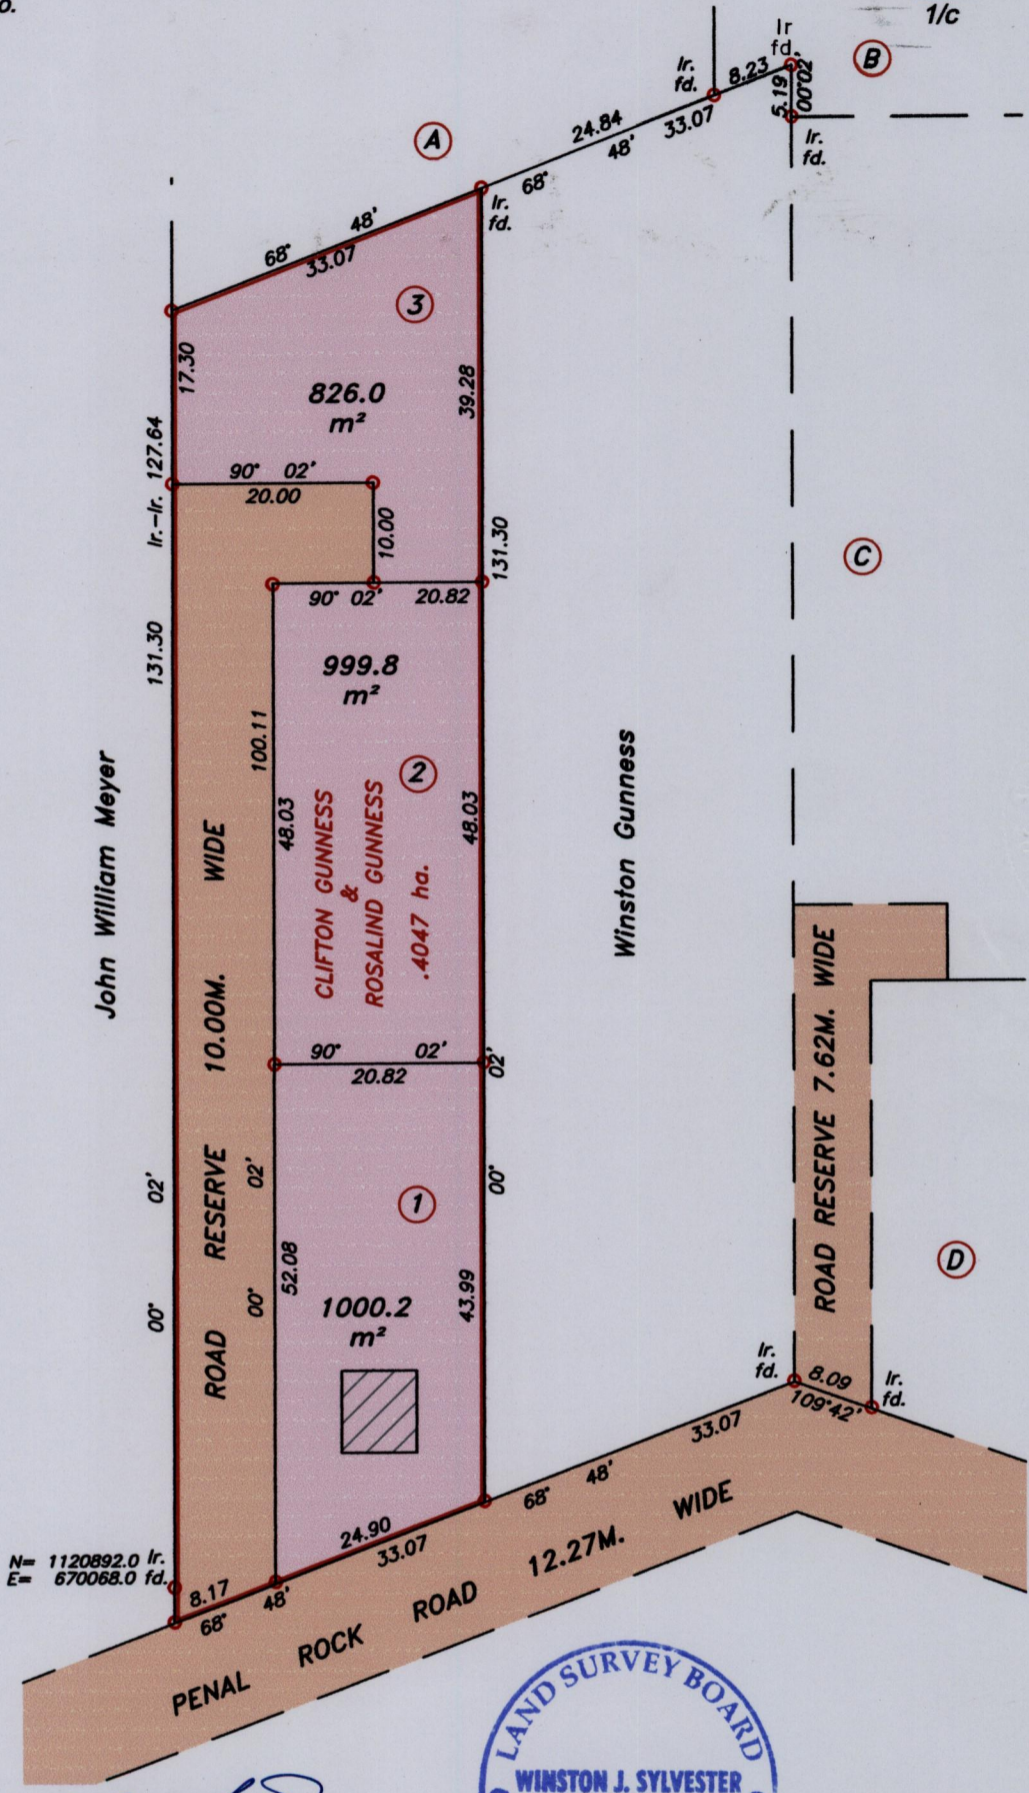 1/c
Ir
fd.
B
Ir.
fd.
8.23
5.19
00°02'
24.84
33.07
A
48'
68°
Ir.
fd.
Ir.
fd.
48'
68°
33.07
3
17.30
826.0
m²
39.28
Ir.-Ir. 127.64
90° 02'
20.00
10.00
131.30
C
90° 02'
20.82
131.30
999.8
m²
2
100.11
48.03
48.03
CLIFTON GUNNESS
&
ROSALIND GUNNESS
.4047 ha.
John William Meyer
Winston Gunness
ROAD RESERVE 10.00M. WIDE
ROAD RESERVE 7.62M. WIDE
90° 02'
20.82
00° 02'
00° 02'
00° 02'
1
52.08
43.99
1000.2
m²
D
Ir.
fd.
8.09
109°42'
Ir.
fd.
33.07
68° 48'
24.90
33.07
N= 1120892.0 Ir.
E= 670068.0 fd.
8.17
68° 48'
PENAL ROCK ROAD 12.27M. WIDE
LAND SURVEY BOARD
WINSTON J. SYLVESTER